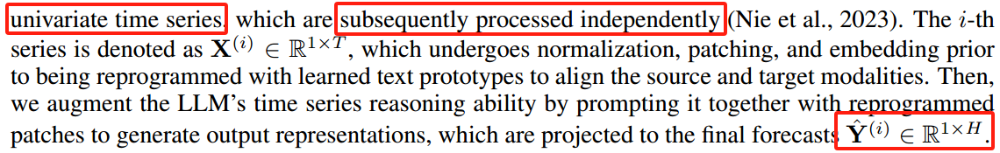 univariate time series, which are subsequently processed independently (Nie et al., 2023). The i-th
series is denoted as X⁽ⁱ⁾ ∈ ℝ¹ˣᵀ, which undergoes normalization, patching, and embedding prior
to being reprogrammed with learned text prototypes to align the source and target modalities. Then,
we augment the LLM's time series reasoning ability by prompting it together with reprogrammed
patches to generate output representations, which are projected to the final forecasts Ŷ⁽ⁱ⁾ ∈ ℝ¹ˣᴴ.